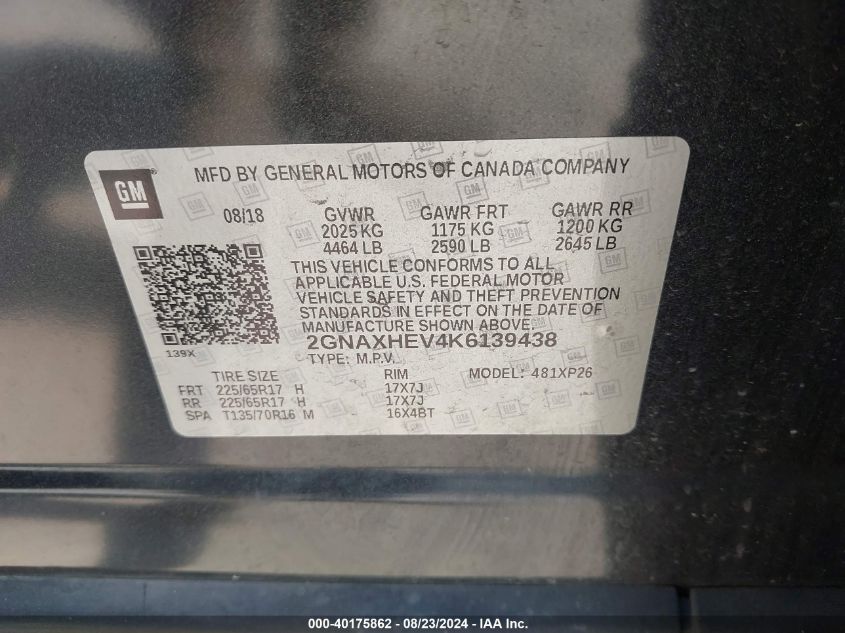 GM
MFD BY GENERAL MOTORS OF CANADA COMPANY
08/18 GVWR GAWR FRT GAWR RR
2025 KG 1175 KG 1200 KG
4464 LB 2590 LB 2645 LB
THIS VEHICLE CONFORMS TO ALL
APPLICABLE U.S. FEDERAL MOTOR
VEHICLE SAFETY AND THEFT PREVENTION
STANDARDS IN EFFECT ON THE DATE OF
MANUFACTURE SHOWN ABOVE.
139X
2GNAXHEV4K6139438
TYPE: M.P.V. MODEL: 481XP26
TIRE SIZE RIM
FRT 225/65R17 H 17X7J
RR 225/65R17 H 17X7J
SPA T135/70R16 M 16X4BT
000-40175862 - 08/23/2024 - IAA Inc.